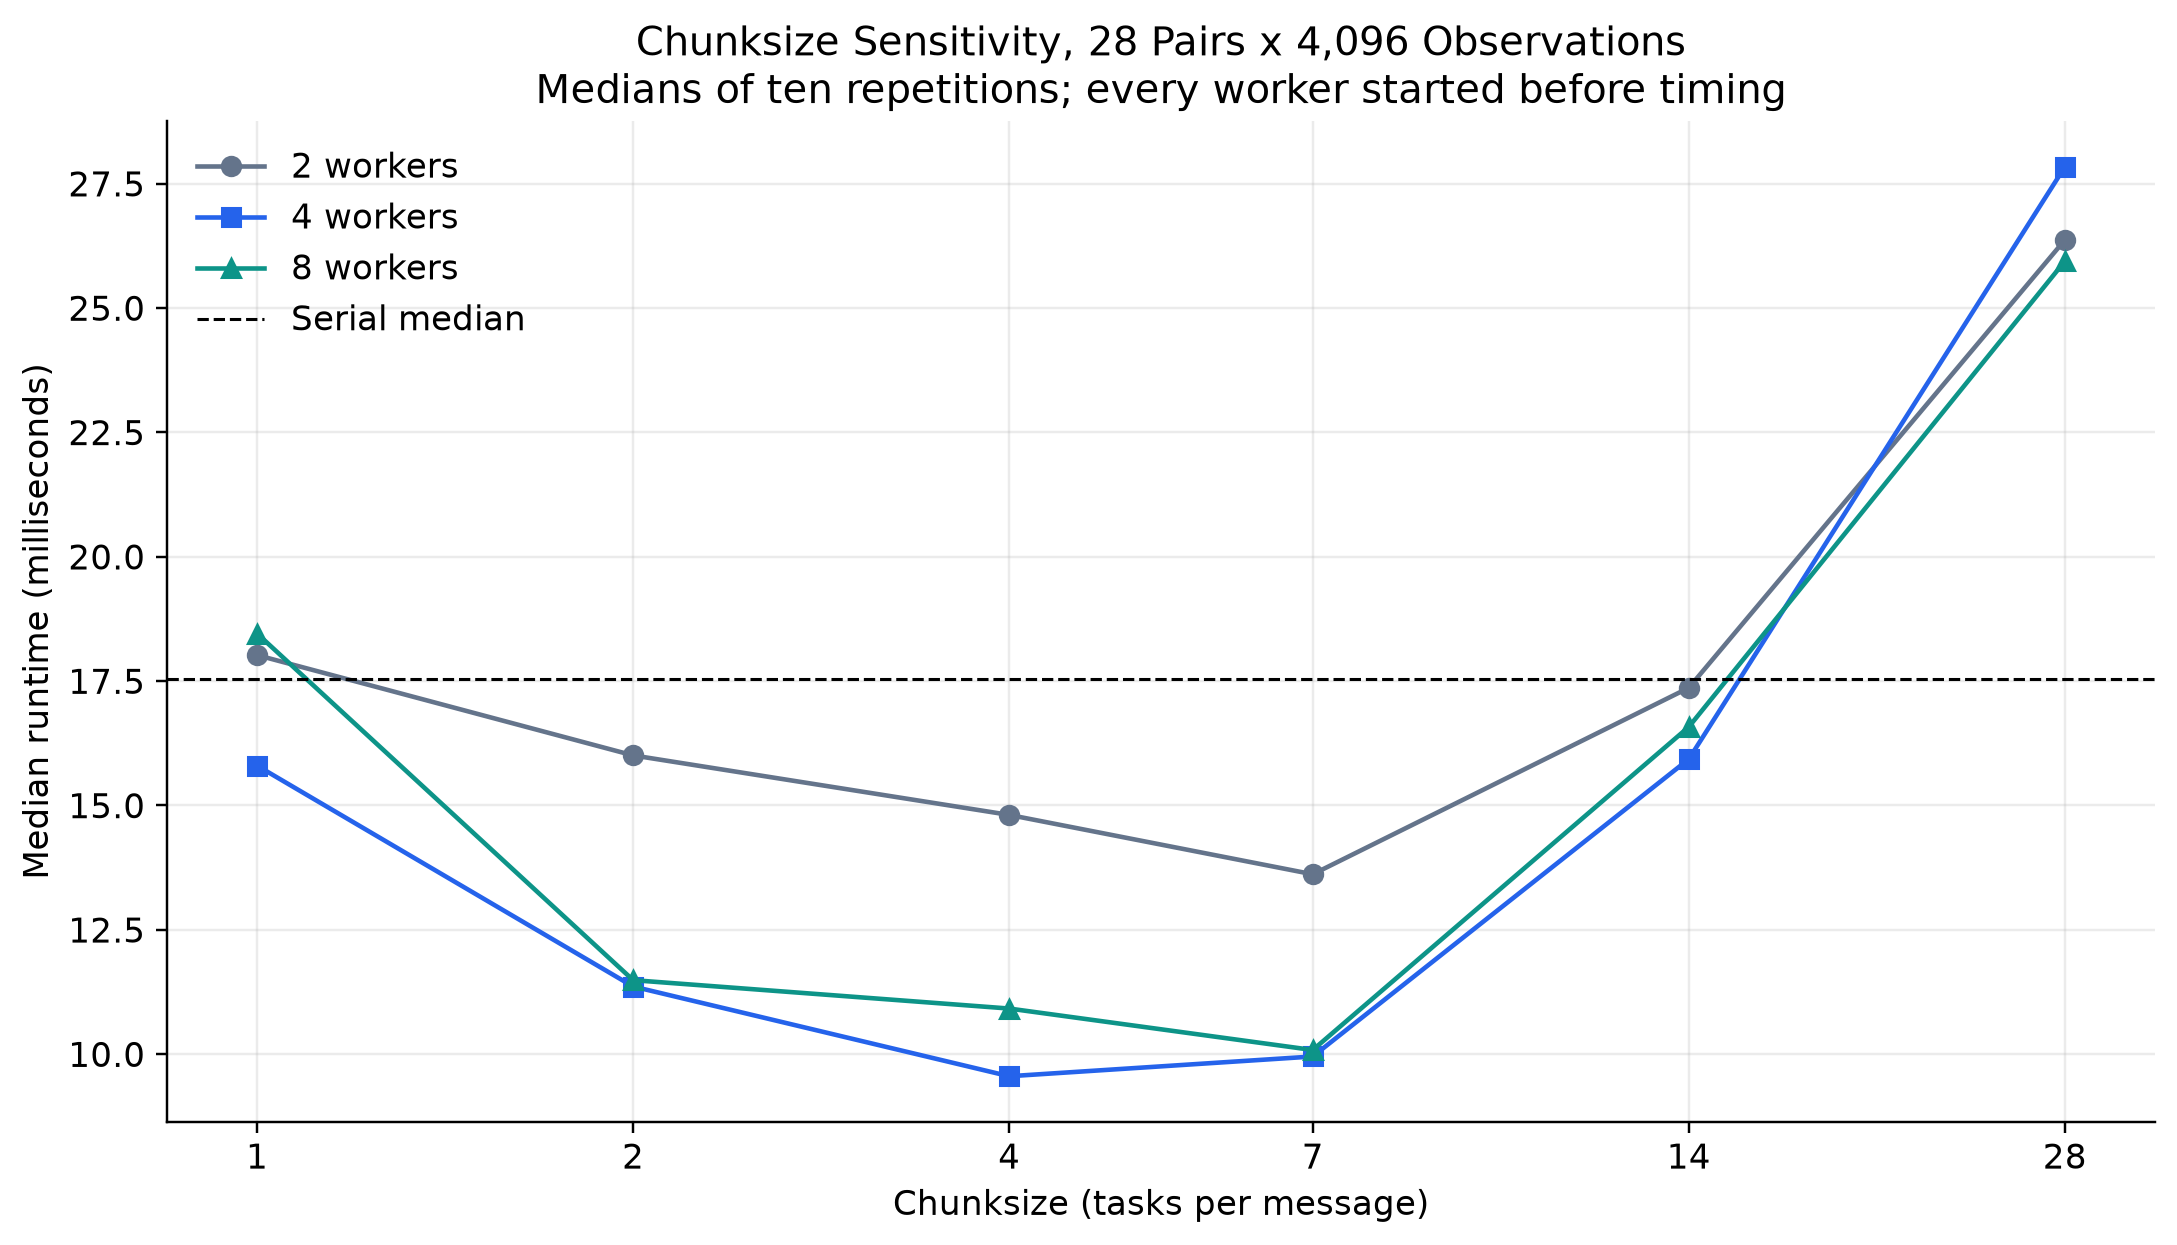 Chunksize Sensitivity, 28 Pairs x 4,096 Observations
Medians of ten repetitions; every worker started before timing
2 workers
4 workers
8 workers
Serial median
Median runtime (milliseconds)
27.5
25.0
22.5
20.0
17.5
15.0
12.5
10.0
1 2 4 7 14 28
Chunksize (tasks per message)